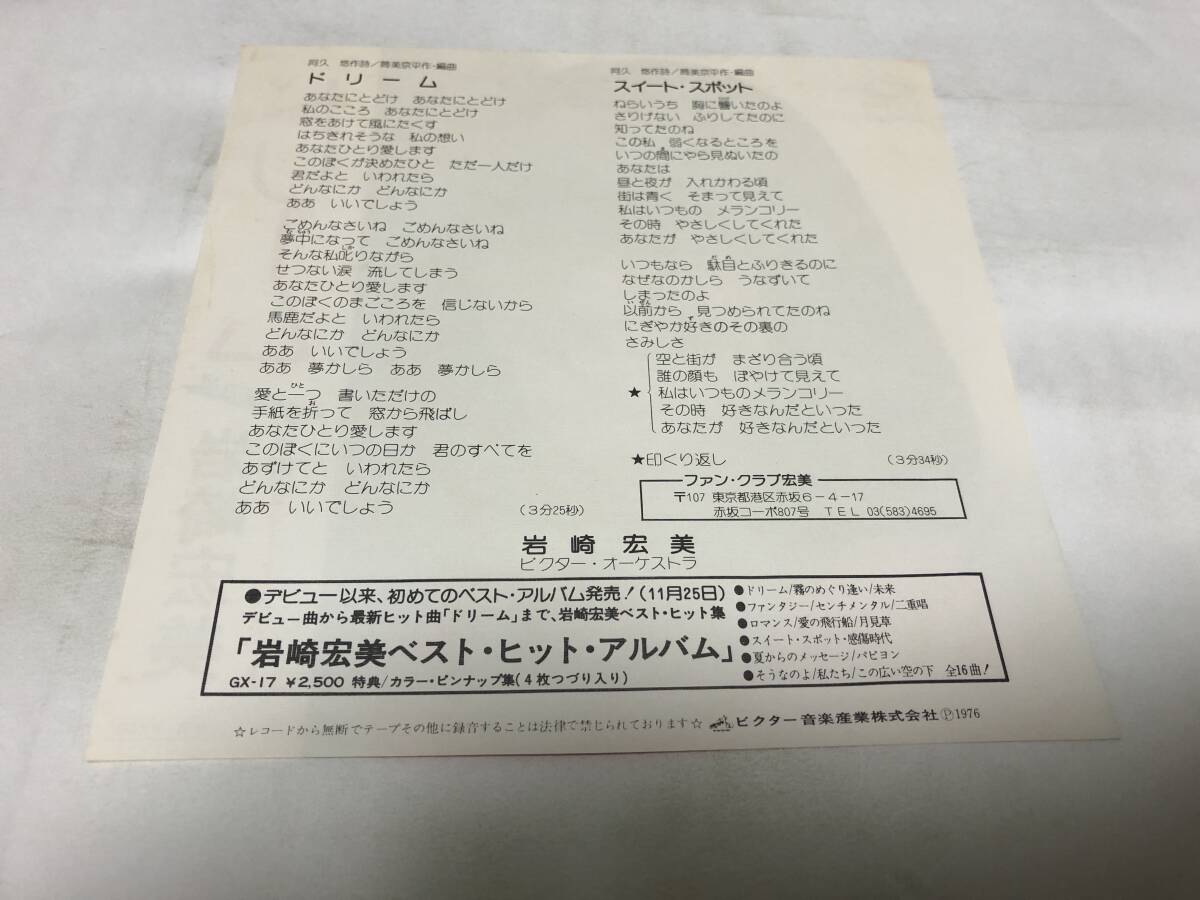 阿久 悠作詩/筒美京平作・編曲
ドリーム
あなたにとどけ あなたにとどけ
私のこころ あなたにとどけ
窓をあけて風にたくす
はちきれそうな 私の想い
あなたひとり愛します
このぼくが決めたひと ただ一人だけ
君だよと いわれたら
どんなにか どんなにか
ああ いいでしょう
ごめんなさいね ごめんなさいね
夢中になって ごめんなさいね
そんな私叱りながら
せつない涙 流してしまう
あなたひとり愛します
このぼくのまごころを 信じないから
馬鹿だよと いわれたら
どんなにか どんなにか
ああ いいでしょう
ああ 夢かしら ああ 夢かしら
愛と一つ 書いただけの
手紙を折って 窓から飛ばし
あなたひとり愛します
このぼくにいつの日か 君のすべてを
あずけてと いわれたら
どんなにか どんなにか
ああ いいでしょう
(3分25秒)
阿久 悠作詩/筒美京平作・編曲
スイート・スポット
ねらいうち 胸に響いたのよ
さりげない ふりしてたのに
知ってたのね
この私 弱くなるところを
いつの間にやら見ぬいたの
あなたは
昼と夜が 入れかわる頃
街は青く そまって見えて
私はいつもの メランコリー
その時 やさしくしてくれた
あなたが やさしくしてくれた
いつもなら 駄目とふりきるのに
なぜなのかしら うなずいて
しまったのよ
以前から 見つめられてたのね
にぎやか好きのその裏の
さみしさ
空と街が まざり合う頃
誰の顔も ぼやけて見えて
★ 私はいつものメランコリー
その時 好きなんだといった
あなたが 好きなんだといった
★印くり返し (3分34秒)
ファン・クラブ宏美
〒107 東京都港区赤坂6-4-17
赤坂コーポ807号 TEL 03(583)4695
岩崎宏美
ビクター・オーケストラ
●デビュー以来、初めてのベスト・アルバム発売!(11月25日)
デビュー曲から最新ヒット曲「ドリーム」まで、岩崎宏美ベスト・ヒット集
「岩崎宏美ベスト・ヒット・アルバム」
GX-17 ¥2,500 特典/カラー・ピンナップ集(4枚つづり入り)
●ドリーム/霧のめぐり逢い/未来
●ファンタジー/センチメンタル/二重唱
●ロマンス/愛の飛行船/月見草
●スイート・スポット・感傷時代
●夏からのメッセージ/パピヨン
●そうなのよ/私たち/この広い空の下 全16曲!
☆レコードから無断でテープその他に録音することは法律で禁じられております☆ ビクター音楽産業株式会社Ⓟ1976